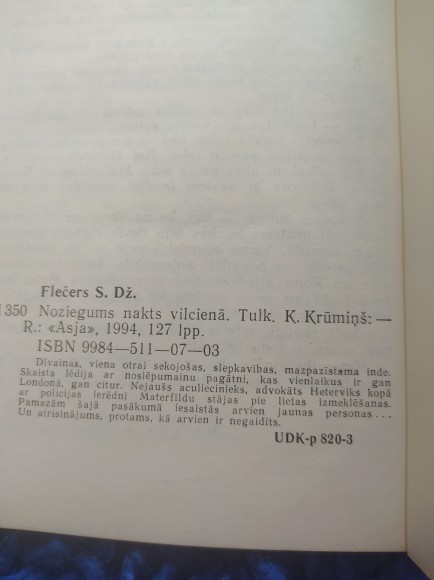 Flečers S. Dž.
1350 Noziegums nakts vilcienā. Tulk. K. Krūmiņš: —
R.: «Asja», 1994, 127 lpp.
ISBN 9984—511—07—03
Divainas, viena otrai sekojošas, slepkavības, mazpazīstama inde.
Skaista lēdija ar noslēpumainu pagātni, kas vienlaikus ir gan
Londonā, gan citur. Nejaušs aculiecinieks, advokāts Heterviks kopā
ar policijas ierēdni Materfīldu stājas pie lietas izmeklēšanas.
Pamazām šajā pasākumā iesaistās arvien jaunas personas...
Un atrisinājums, protams, kā arvien ir negaidīts.
UDK-p 820-3